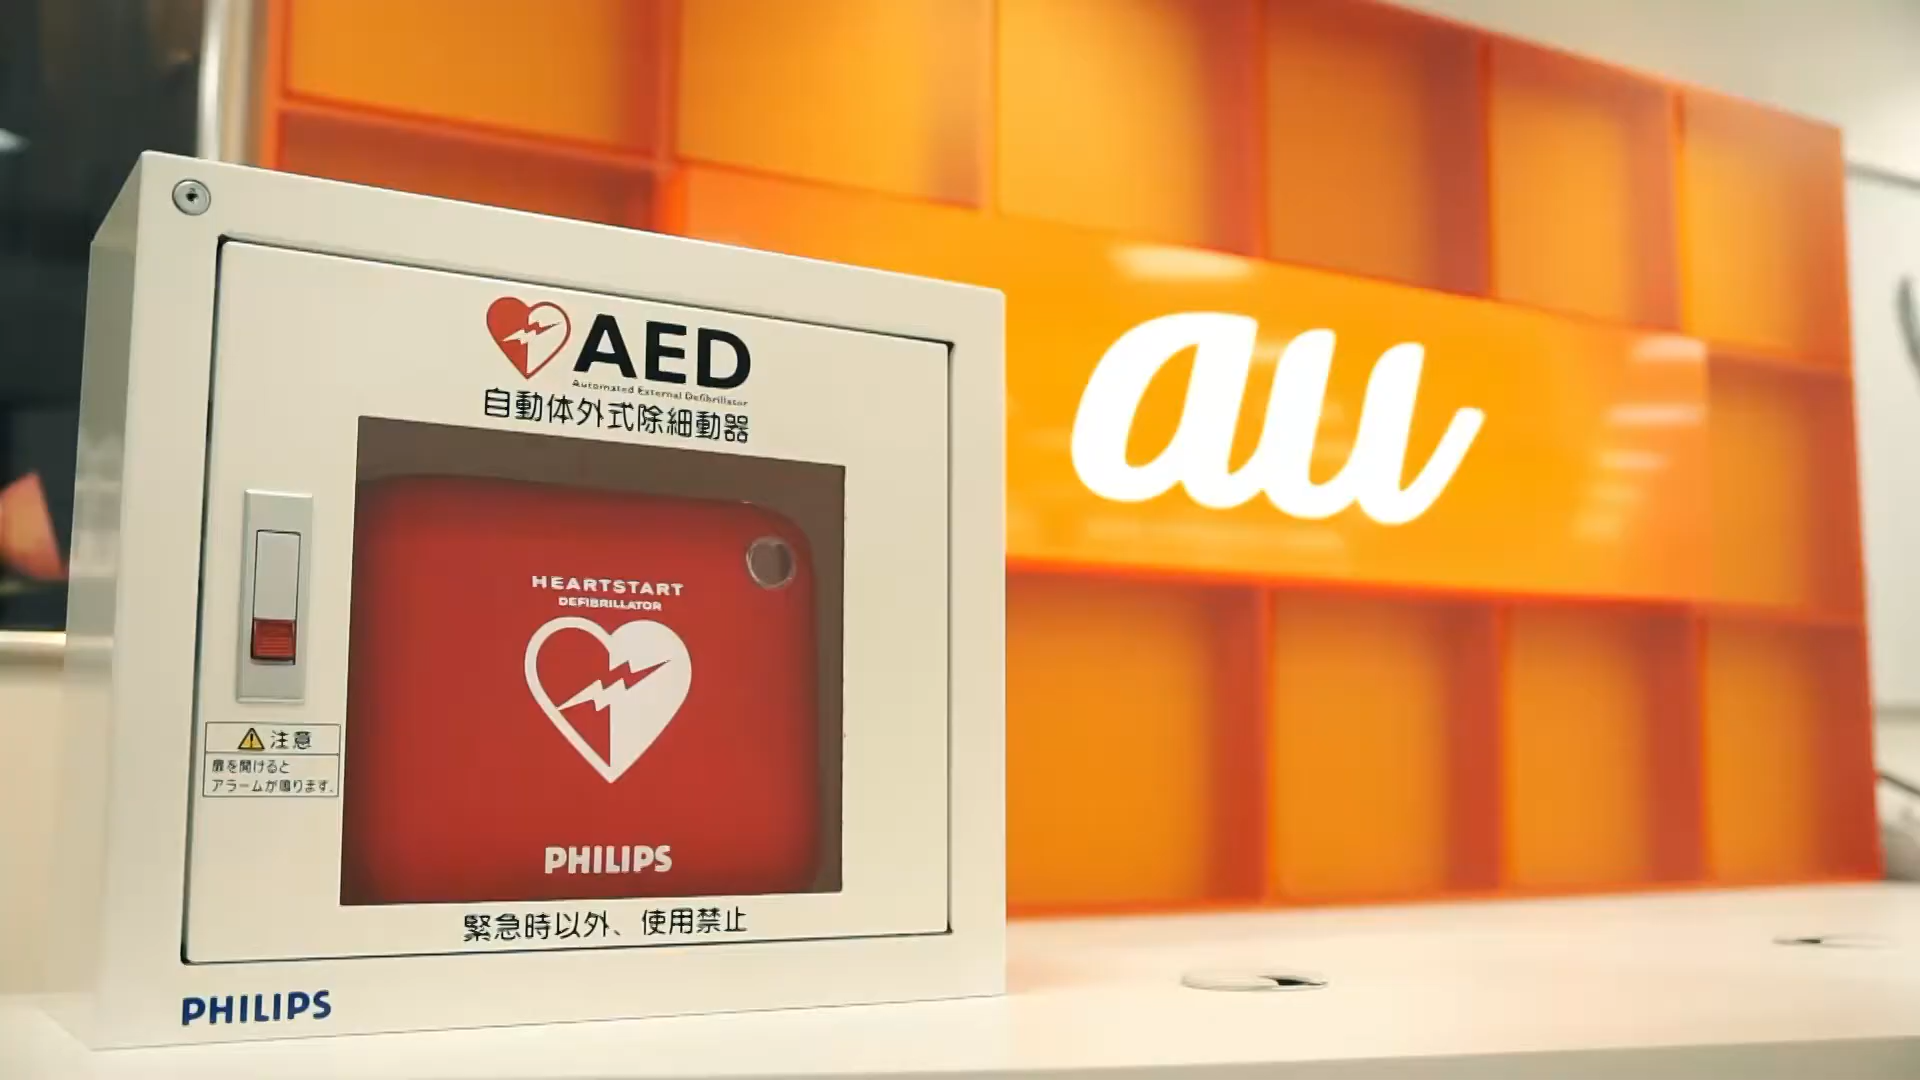 AED
Automated External Defibrillator
自動体外式除細動器
au
HEARTSTART
DEFIBRILLATOR
注意
扉を開けると
アラームが鳴ります。
PHILIPS
緊急時以外、使用禁止
PHILIPS